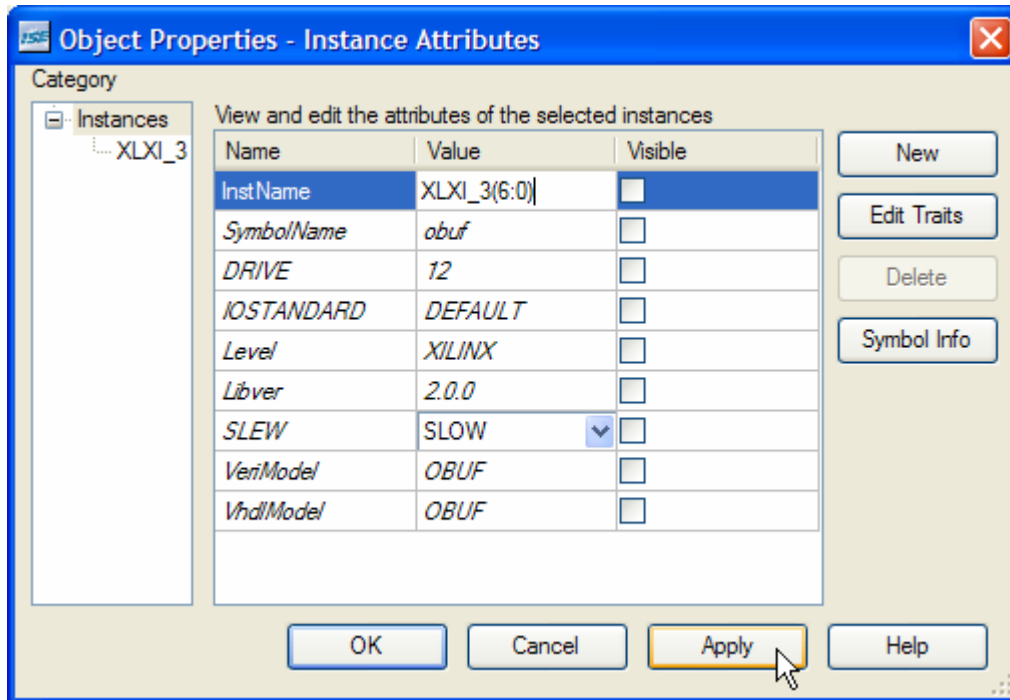 ISE Object Properties - Instance Attributes
Category
Instances
XLXI_3
View and edit the attributes of the selected instances
Name Value Visible
InstName XLXI_3(6:0)
SymbolName obuf
DRIVE 12
IOSTANDARD DEFAULT
Level XILINX
Libver 2.0.0
SLEW SLOW
VeriModel OBUF
VhdlModel OBUF
New
Edit Traits
Delete
Symbol Info
OK Cancel Apply Help